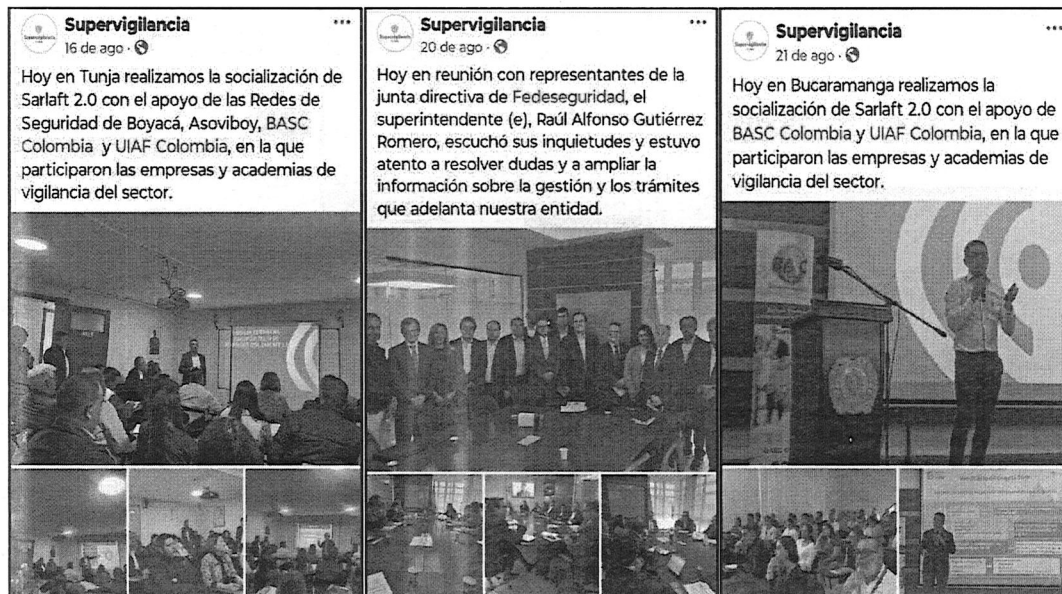 Supervigilancia
16 de ago ·
Hoy en Tunja realizamos la socialización de
Sarlaft 2.0 con el apoyo de las Redes de
Seguridad de Boyacá, Asoviboy, BASC
Colombia y UIAF Colombia, en la que
participaron las empresas y academias de
vigilancia del sector.
Supervigilancia
20 de ago ·
Hoy en reunión con representantes de la
junta directiva de Fedeseguridad, el
superintendente (e), Raúl Alfonso Gutiérrez
Romero, escuchó sus inquietudes y estuvo
atento a resolver dudas y a ampliar la
información sobre la gestión y los trámites
que adelanta nuestra entidad.
Supervigilancia
21 de ago ·
Hoy en Bucaramanga realizamos la
socialización de Sarlaft 2.0 con el apoyo de
BASC Colombia y UIAF Colombia, en la que
participaron las empresas y academias de
vigilancia del sector.